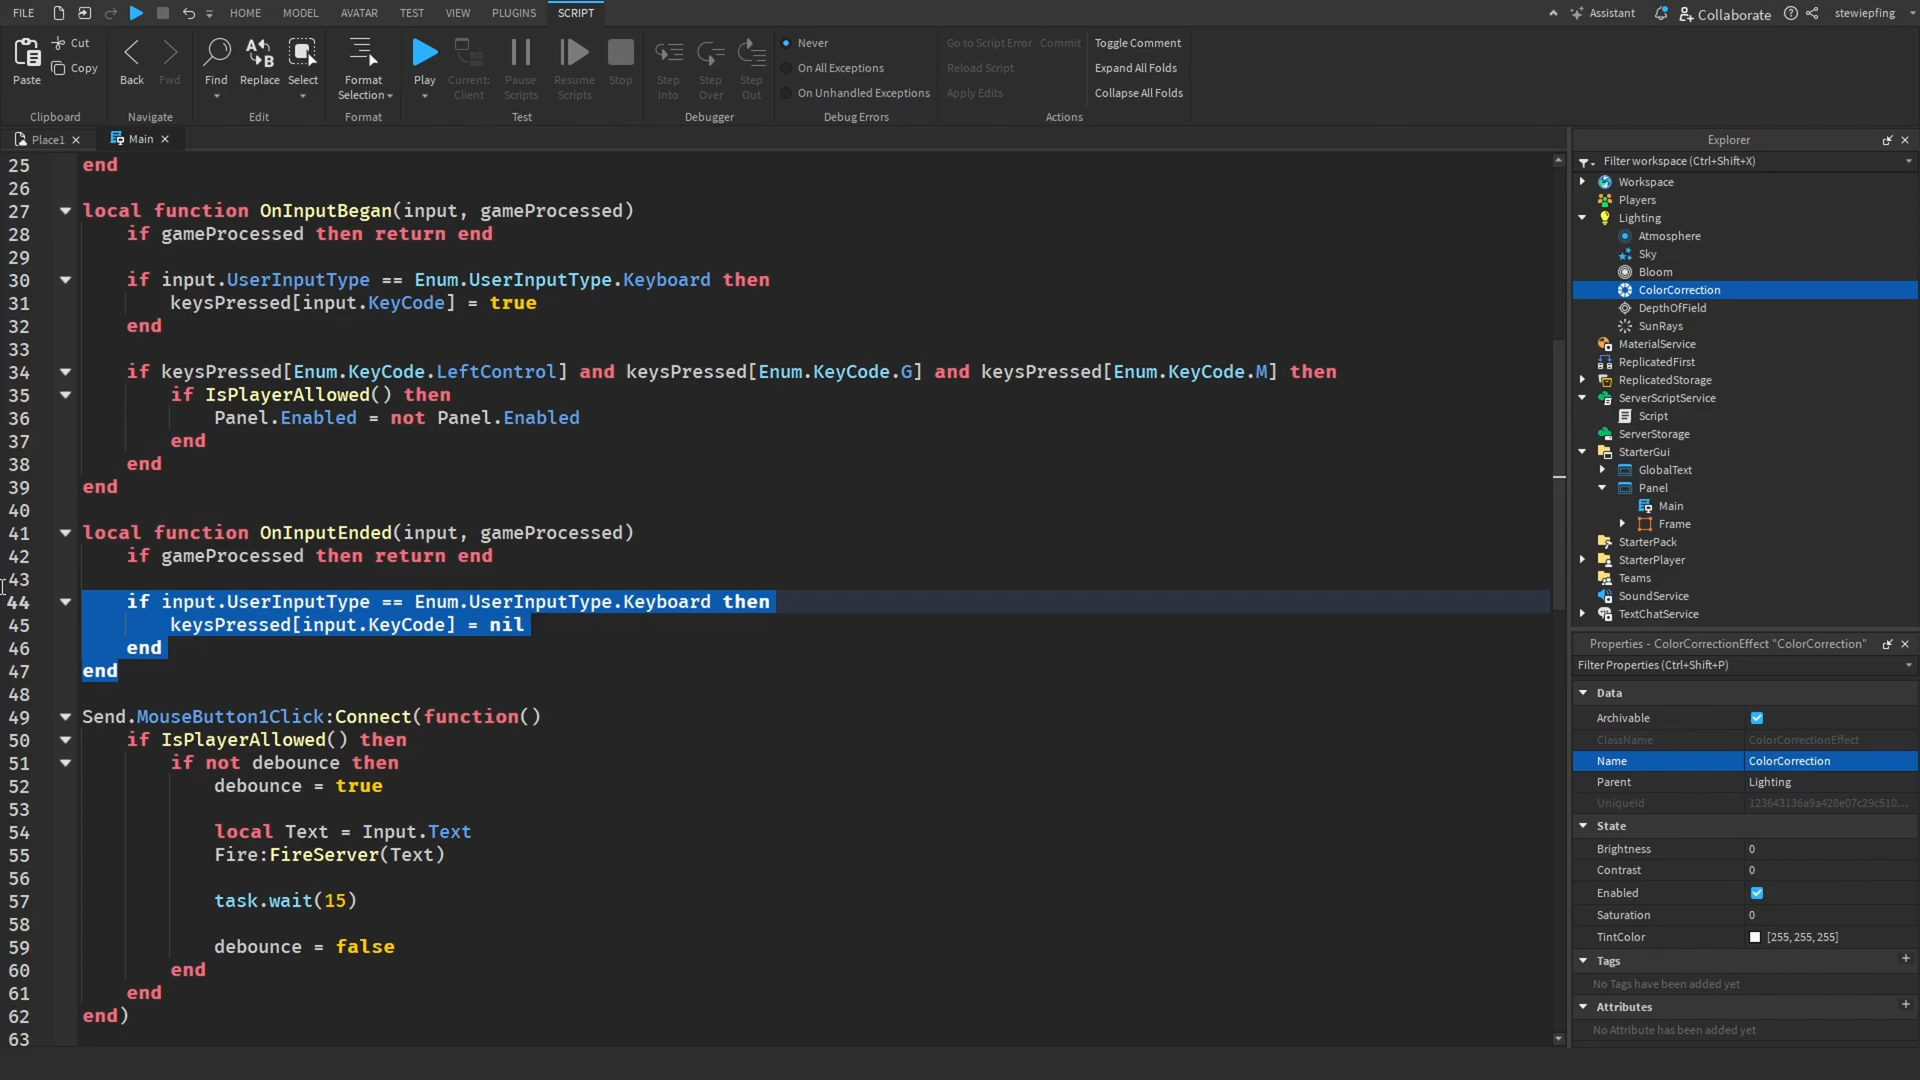 FILE HOME MODEL AVATAR TEST VIEW PLUGINS SCRIPT Assistant Collaborate stewiepfing
Paste Cut Copy Back Fwd Find Replace Select Format Selection Play Current: Client Pause Scripts Resume Scripts Stop Step Into Step Over Step Out
Never Go to Script Error Commit Toggle Comment
On All Exceptions Reload Script Expand All Folds
On Unhandled Exceptions Apply Edits Collapse All Folds
Clipboard Navigate Edit Format Test Debugger Debug Errors Actions
Place1 Main
25 end
26
27 local function OnInputBegan(input, gameProcessed)
28 if gameProcessed then return end
29
30 if input.UserInputType == Enum.UserInputType.Keyboard then
31 keysPressed[input.KeyCode] = true
32 end
33
34 if keysPressed[Enum.KeyCode.LeftControl] and keysPressed[Enum.KeyCode.G] and keysPressed[Enum.KeyCode.M] then
35 if IsPlayerAllowed() then
36 Panel.Enabled = not Panel.Enabled
37 end
38 end
39 end
40
41 local function OnInputEnded(input, gameProcessed)
42 if gameProcessed then return end
43
44 if input.UserInputType == Enum.UserInputType.Keyboard then
45 keysPressed[input.KeyCode] = nil
46 end
47 end
48
49 Send.MouseButton1Click:Connect(function()
50 if IsPlayerAllowed() then
51 if not debounce then
52 debounce = true
53
54 local Text = Input.Text
55 Fire:FireServer(Text)
56
57 task.wait(15)
58
59 debounce = false
60 end
61 end
62 end)
63
Explorer
Filter workspace (Ctrl+Shift+X)
Workspace
Players
Lighting
Atmosphere
Sky
Bloom
ColorCorrection
DepthOfField
SunRays
MaterialService
ReplicatedFirst
ReplicatedStorage
ServerScriptService
Script
ServerStorage
StarterGui
GlobalText
Panel
Main
Frame
StarterPack
StarterPlayer
Teams
SoundService
TextChatService
Properties - ColorCorrectionEffect "ColorCorrection"
Filter Properties (Ctrl+Shift+P)
Data
Archivable
ClassName ColorCorrectionEffect
Name ColorCorrection
Parent Lighting
UniqueId 123643136a9a428e07c29c510...
State
Brightness 0
Contrast 0
Enabled
Saturation 0
TintColor [255, 255, 255]
Tags +
No Tags have been added yet
Attributes +
No Attribute has been added yet